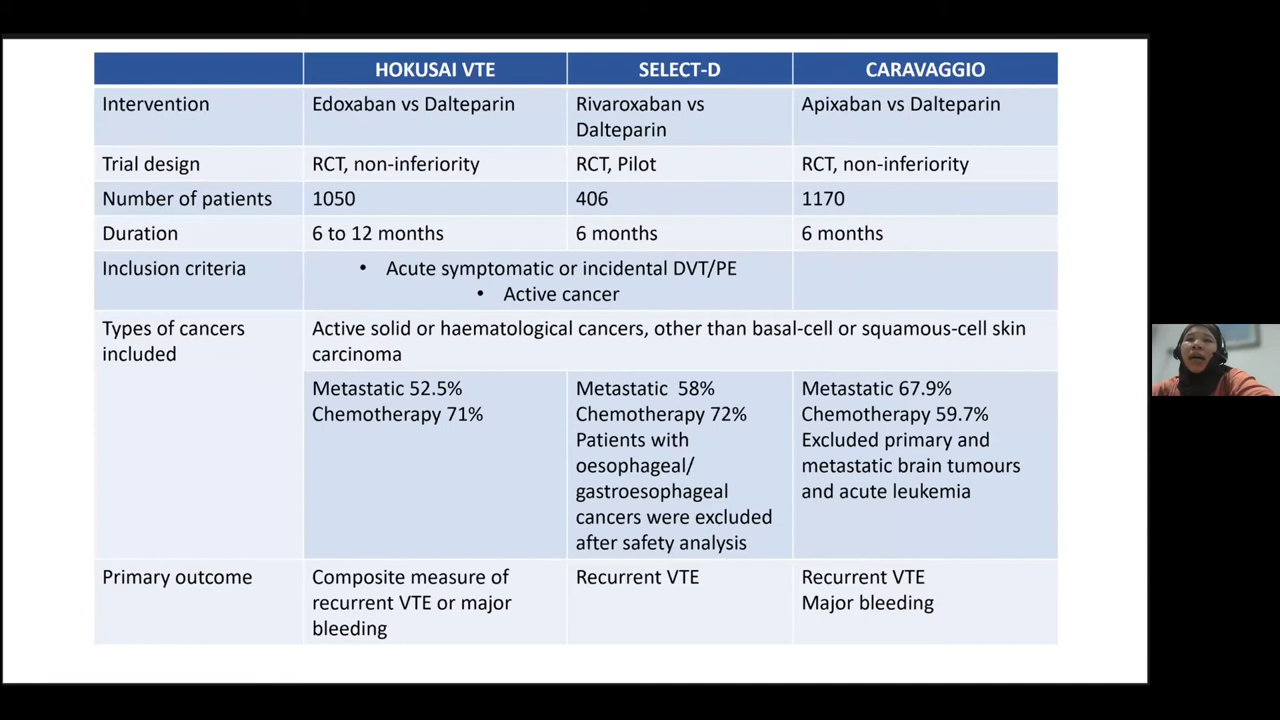 HOKUSAI VTE SELECT-D CARAVAGGIO
Intervention Edoxaban vs Dalteparin Rivaroxaban vs Apixaban vs Dalteparin
Dalteparin
Trial design RCT, non-inferiority RCT, Pilot RCT, non-inferiority
Number of patients 1050 406 1170
Duration 6 to 12 months 6 months 6 months
Inclusion criteria • Acute symptomatic or incidental DVT/PE
• Active cancer
Types of cancers Active solid or haematological cancers, other than basal-cell or squamous-cell skin
included carcinoma
Metastatic 52.5% Metastatic 58% Metastatic 67.9%
Chemotherapy 71% Chemotherapy 72% Chemotherapy 59.7%
Patients with Excluded primary and
oesophageal/ metastatic brain tumours
gastroesophageal and acute leukemia
cancers were excluded
after safety analysis
Primary outcome Composite measure of Recurrent VTE Recurrent VTE
recurrent VTE or major Major bleeding
bleeding